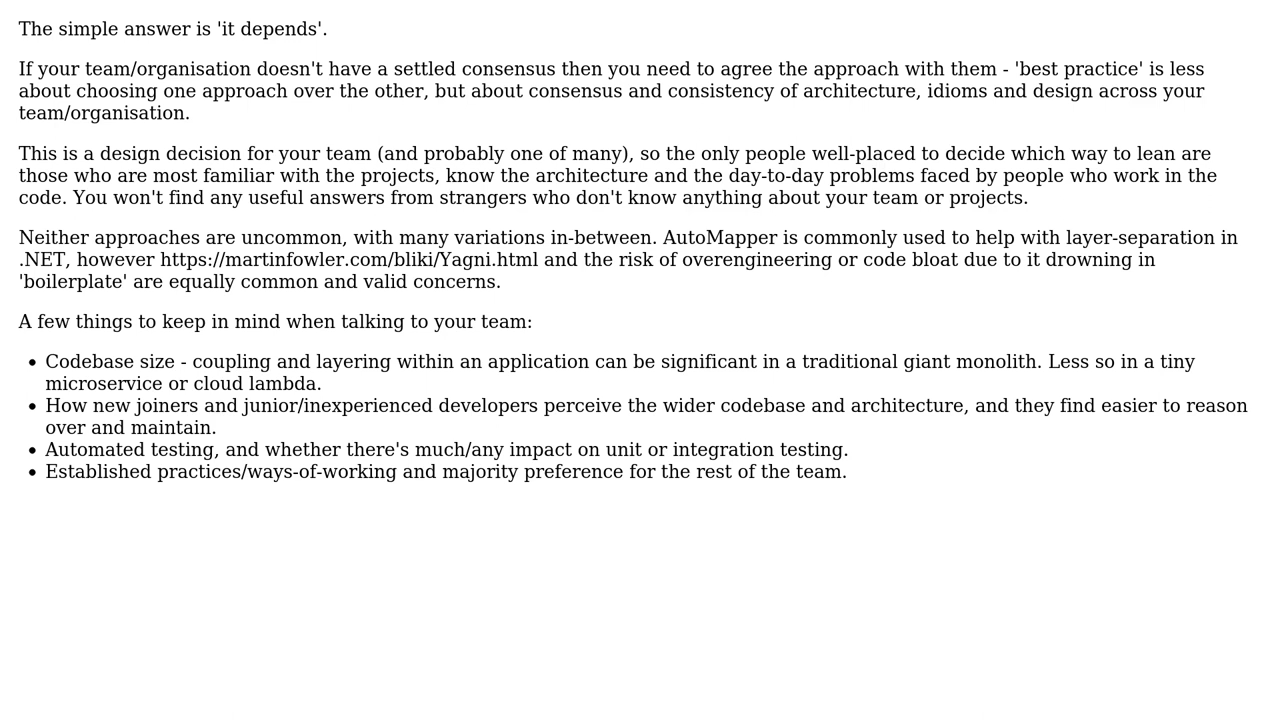 The simple answer is 'it depends'.
If your team/organisation doesn't have a settled consensus then you need to agree the approach with them - 'best practice' is less
about choosing one approach over the other, but about consensus and consistency of architecture, idioms and design across your
team/organisation.
This is a design decision for your team (and probably one of many), so the only people well-placed to decide which way to lean are
those who are most familiar with the projects, know the architecture and the day-to-day problems faced by people who work in the
code. You won't find any useful answers from strangers who don't know anything about your team or projects.
Neither approaches are uncommon, with many variations in-between. AutoMapper is commonly used to help with layer-separation in
.NET, however https://martinfowler.com/bliki/Yagni.html and the risk of overengineering or code bloat due to it drowning in
'boilerplate' are equally common and valid concerns.
A few things to keep in mind when talking to your team:
• Codebase size - coupling and layering within an application can be significant in a traditional giant monolith. Less so in a tiny
microservice or cloud lambda.
• How new joiners and junior/inexperienced developers perceive the wider codebase and architecture, and they find easier to reason
over and maintain.
• Automated testing, and whether there's much/any impact on unit or integration testing.
• Established practices/ways-of-working and majority preference for the rest of the team.